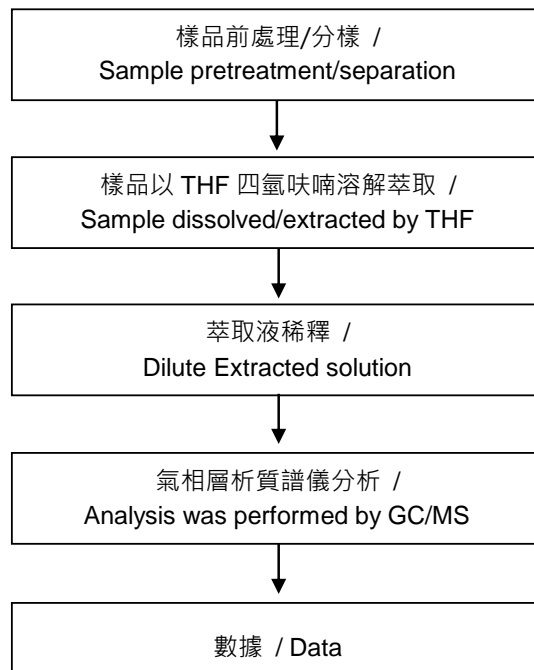 樣品前處理/分樣 /
Sample pretreatment/separation
樣品以 THF 四氫呋喃溶解萃取 /
Sample dissolved/extracted by THF
萃取液稀釋 /
Dilute Extracted solution
氣相層析質譜儀分析 /
Analysis was performed by GC/MS
數據 / Data